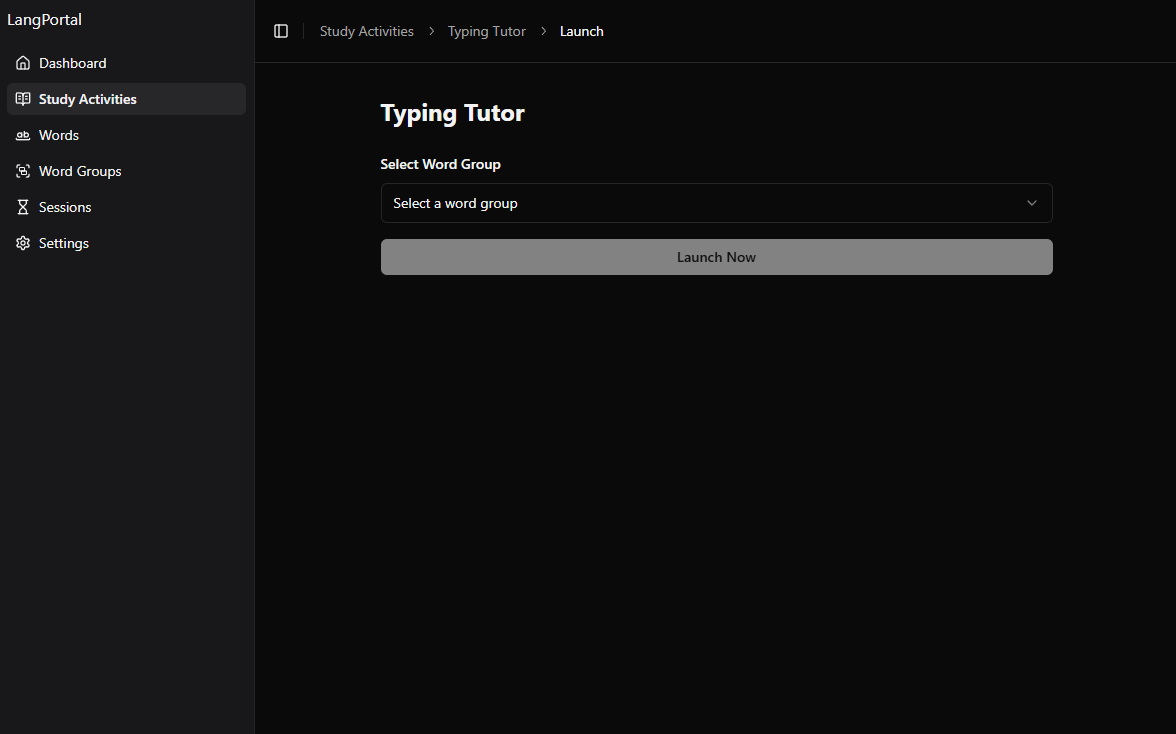 LangPortal
Dashboard
Study Activities
Words
Word Groups
Sessions
Settings
Study Activities > Typing Tutor > Launch
Typing Tutor
Select Word Group
Select a word group
Launch Now